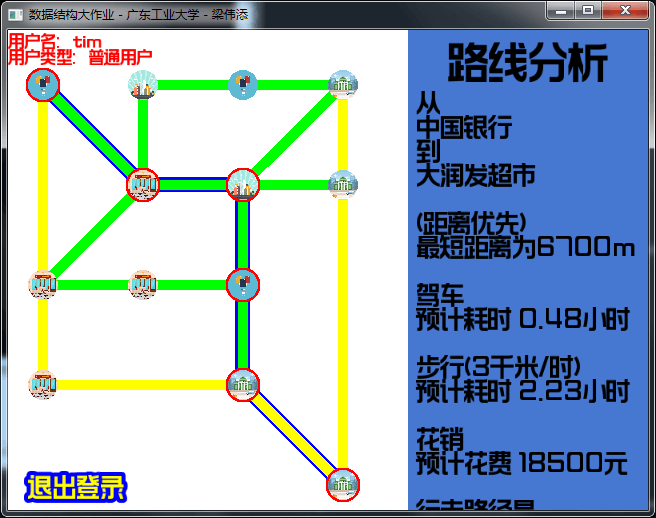 数据结构大作业 - 广东工业大学 - 梁伟添
用户名: tim
用户类型: 普通用户
退出登录
路线分析
从
中国银行
到
大润发超市
(距离优先)
最短距离为6700m
驾车
预计耗时 0.48小时
步行(3千米/时)
预计耗时 2.23小时
花销
预计花费 18500元